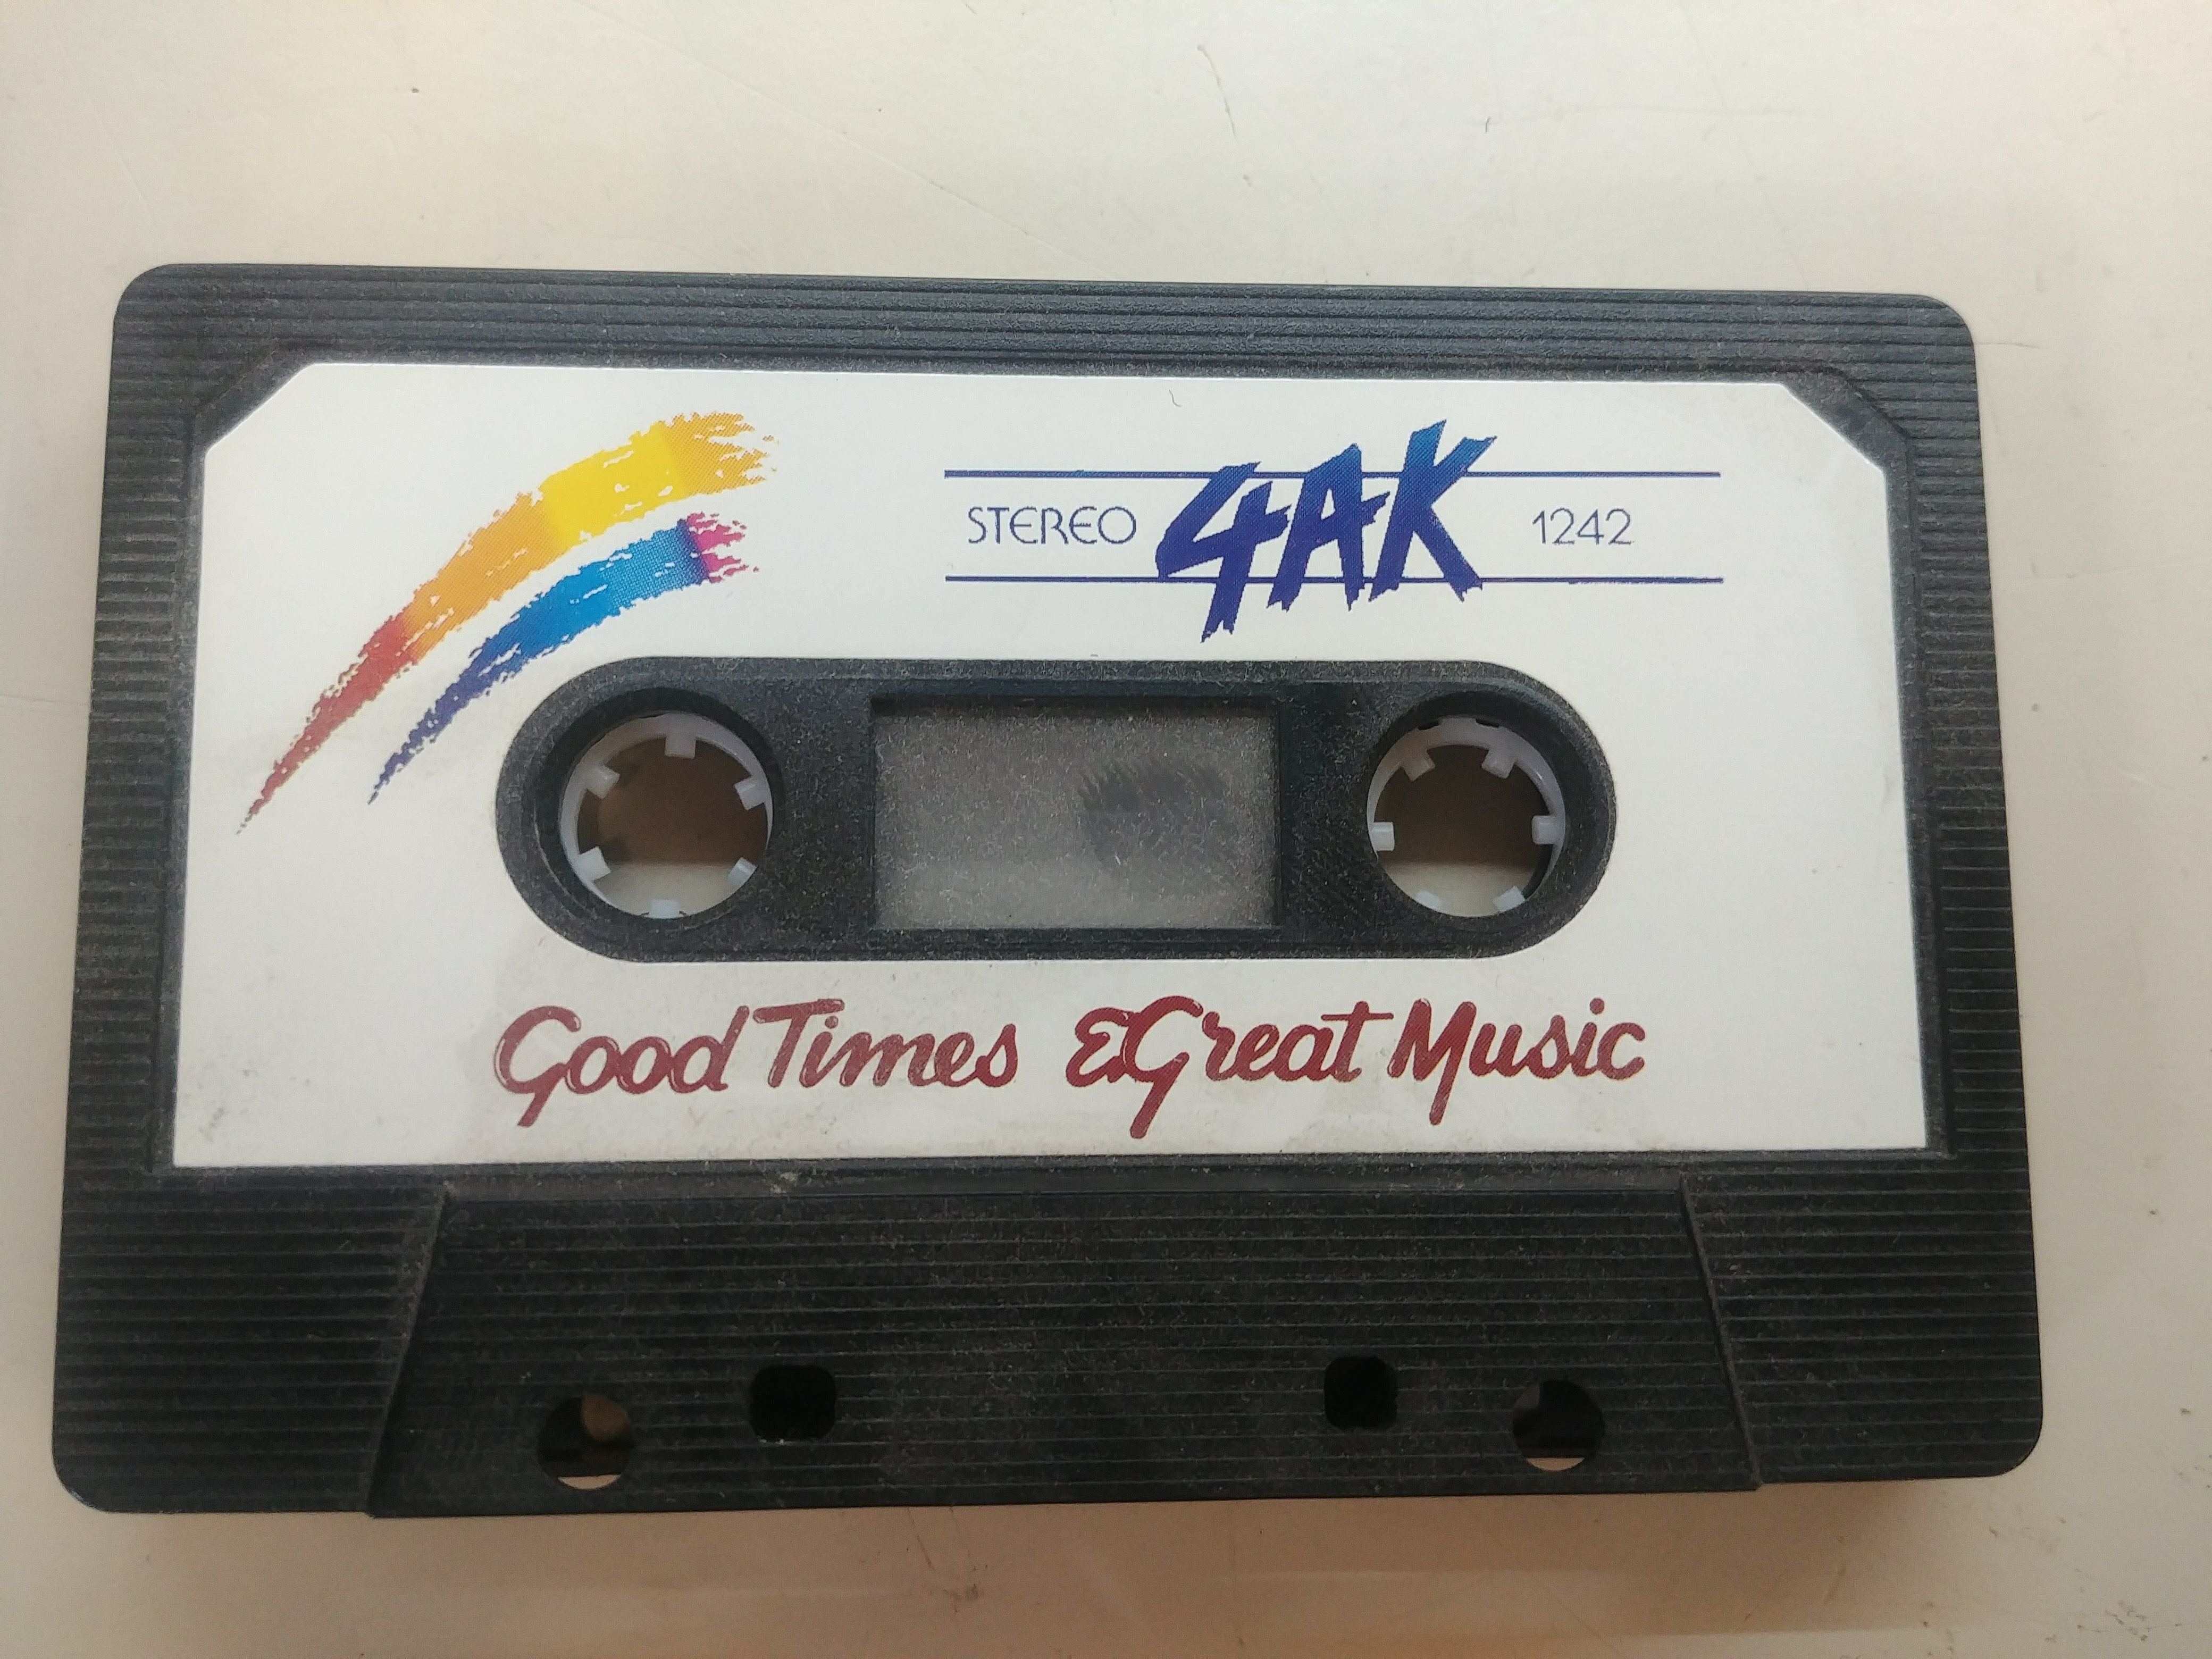 STEREO 4AK 1242
Good Times & Great Music